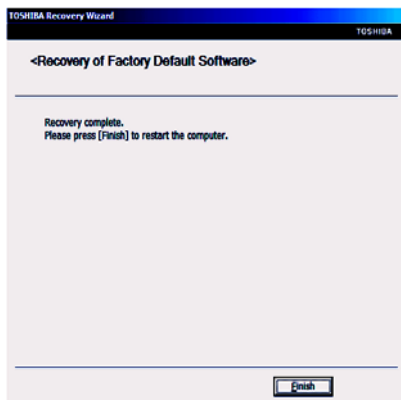 TOSHIBA Recovery Wizard
TOSHIBA
<Recovery of Factory Default Software>
Recovery complete.
Please press [Finish] to restart the computer.
Finish